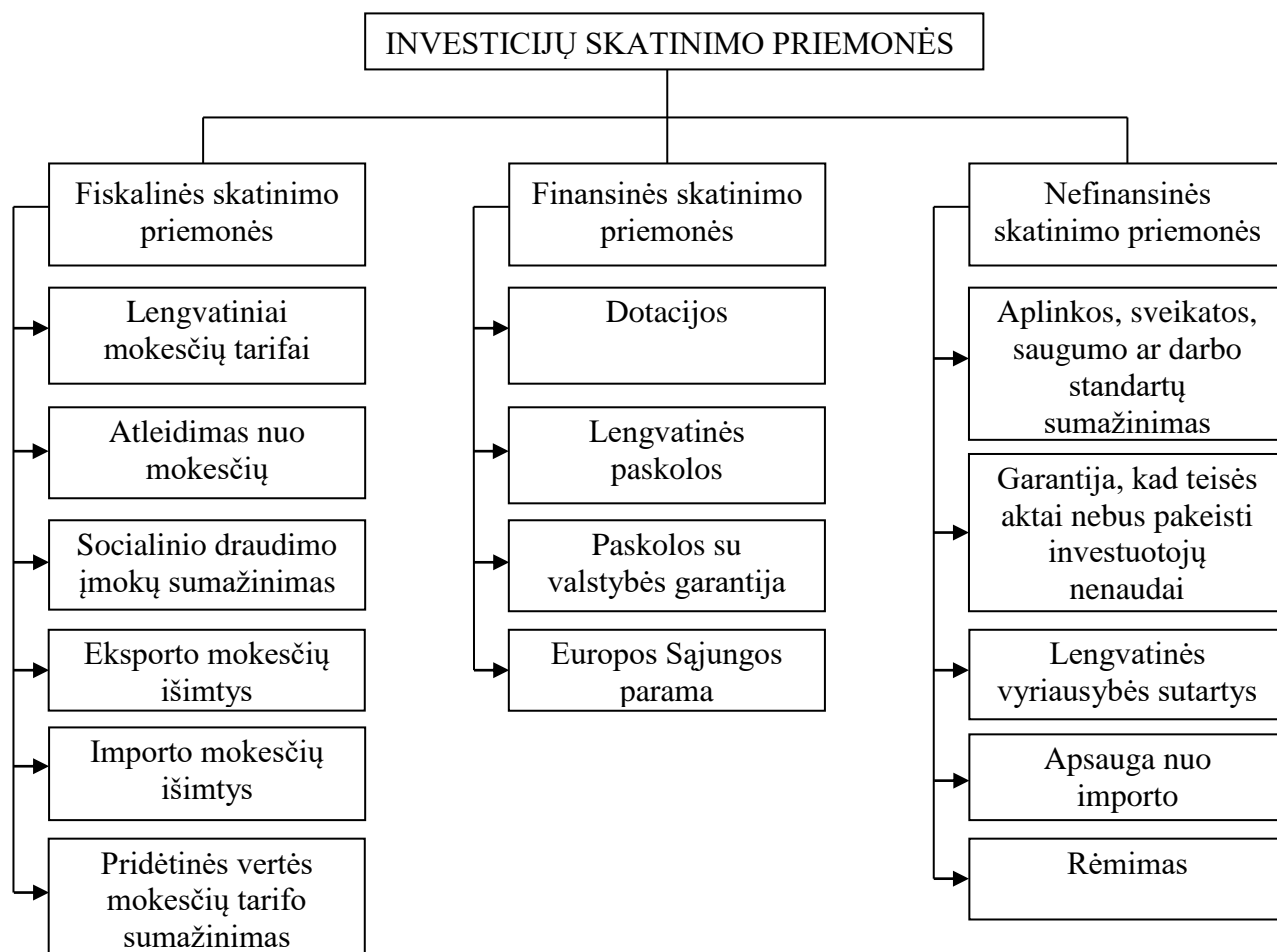 INVESTICIJŲ SKATINIMO PRIEMONĖS
Fiskalinės skatinimo
priemonės
Lengvatiniai
mokesčių tarifai
Atleidimas nuo
mokesčių
Socialinio draudimo
įmokų sumažinimas
Eksporto mokesčių
išimtys
Importo mokesčių
išimtys
Pridėtinės vertės
mokesčių tarifo
sumažinimas
Finansinės skatinimo
priemonės
Dotacijos
Lengvatinės
paskolos
Paskolos su
valstybės garantija
Europos Sąjungos
parama
Nefinansinės
skatinimo priemonės
Aplinkos, sveikatos,
saugumo ar darbo
standartų
sumažinimas
Garantija, kad teisės
aktai nebus pakeisti
investuotojų
nenaudai
Lengvatinės
vyriausybės sutartys
Apsauga nuo
importo
Rėmimas